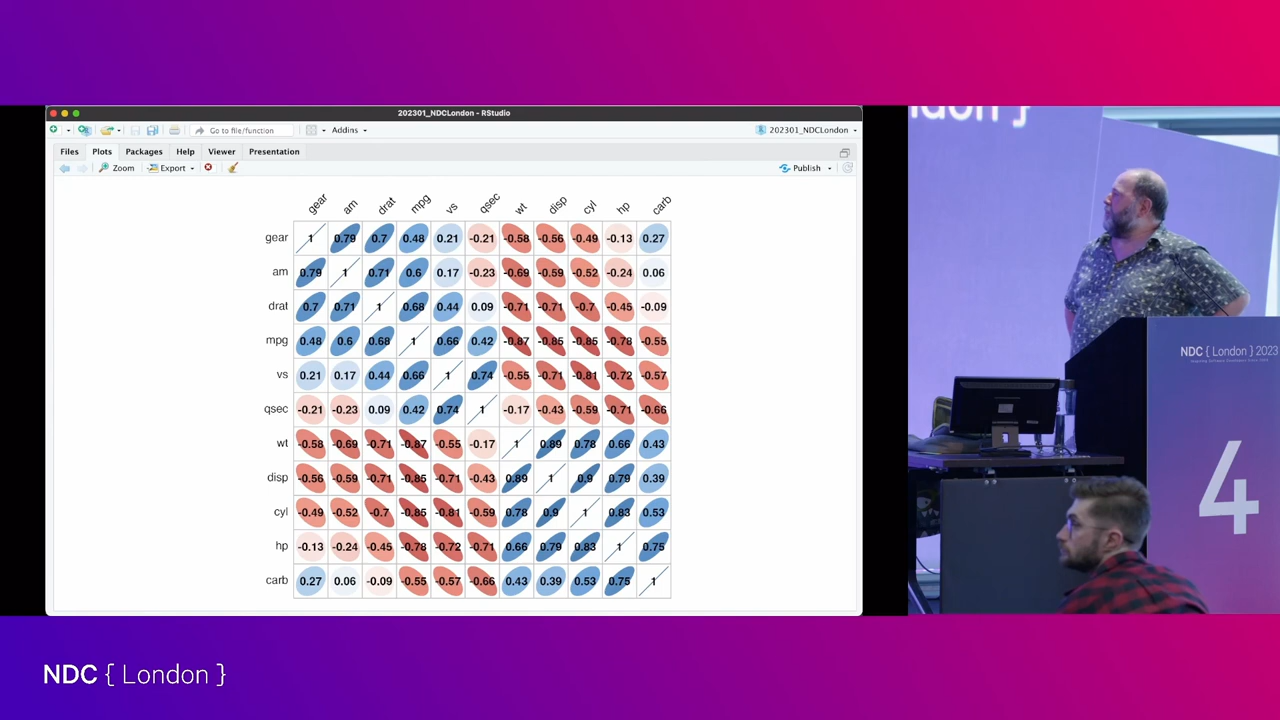 202301_NDCLondon - RStudio
Go to file/function
Addins
202301_NDCLondon
Files Plots Packages Help Viewer Presentation
Zoom Export Publish
gear am drat mpg vs qsec wt disp cyl hp carb
gear 1 0.79 0.7 0.48 0.21 -0.21 -0.58 -0.56 -0.49 -0.13 0.27
am 0.79 1 0.71 0.6 0.17 -0.23 -0.69 -0.59 -0.52 -0.24 0.06
drat 0.7 0.71 1 0.68 0.44 0.09 -0.71 -0.71 -0.7 -0.45 -0.09
mpg 0.48 0.6 0.68 1 0.66 0.42 -0.87 -0.85 -0.85 -0.78 -0.55
vs 0.21 0.17 0.44 0.66 1 0.74 -0.55 -0.71 -0.81 -0.72 -0.57
qsec -0.21 -0.23 0.09 0.42 0.74 1 -0.17 -0.43 -0.59 -0.71 -0.66
wt -0.58 -0.69 -0.71 -0.87 -0.55 -0.17 1 0.89 0.78 0.66 0.43
disp -0.56 -0.59 -0.71 -0.85 -0.71 -0.43 0.89 1 0.9 0.79 0.39
cyl -0.49 -0.52 -0.7 -0.85 -0.81 -0.59 0.78 0.9 1 0.83 0.53
hp -0.13 -0.24 -0.45 -0.78 -0.72 -0.71 0.66 0.79 0.83 1 0.75
carb 0.27 0.06 -0.09 -0.55 -0.57 -0.66 0.43 0.39 0.53 0.75 1
NDC { London } 2023
4
NDC { London }